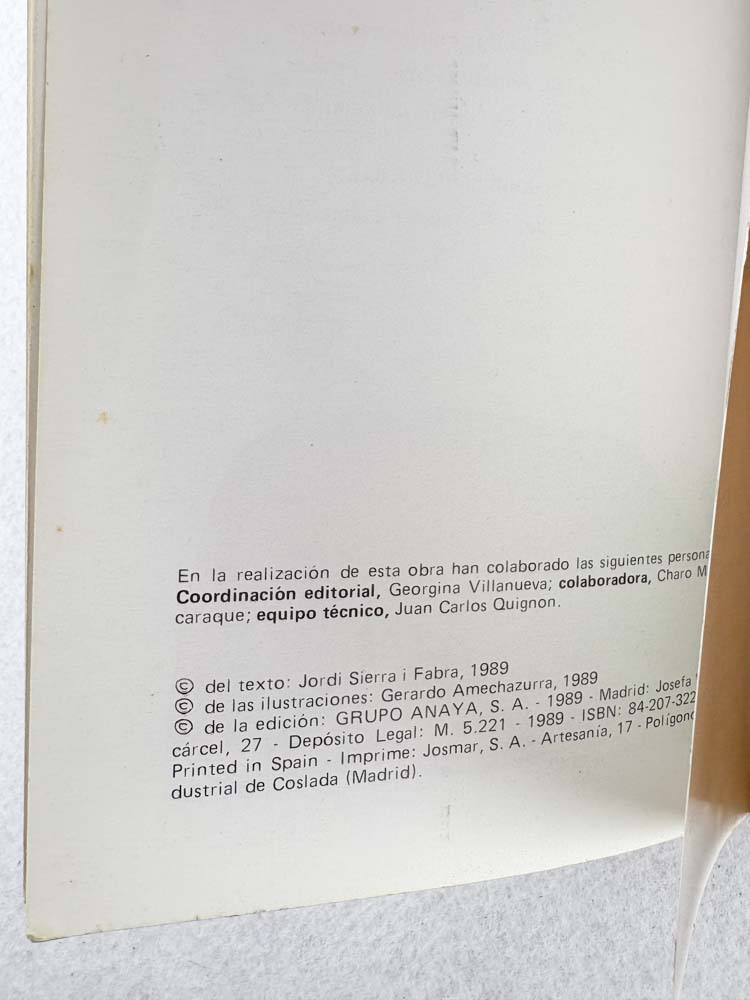 En la realización de esta obra han colaborado las siguientes persona
Coordinación editorial, Georgina Villanueva; colaboradora, Charo M
caraque; equipo técnico, Juan Carlos Quignon.
© del texto: Jordi Sierra i Fabra, 1989
© de las ilustraciones: Gerardo Amechazurra, 1989
© de la edición: GRUPO ANAYA, S. A. - 1989 - Madrid: Josefa
cárcel, 27 - Depósito Legal: M. 5.221 - 1989 - ISBN: 84-207-322
Printed in Spain - Imprime: Josmar, S. A. - Artesanía, 17 - Polígono
dustrial de Coslada (Madrid).